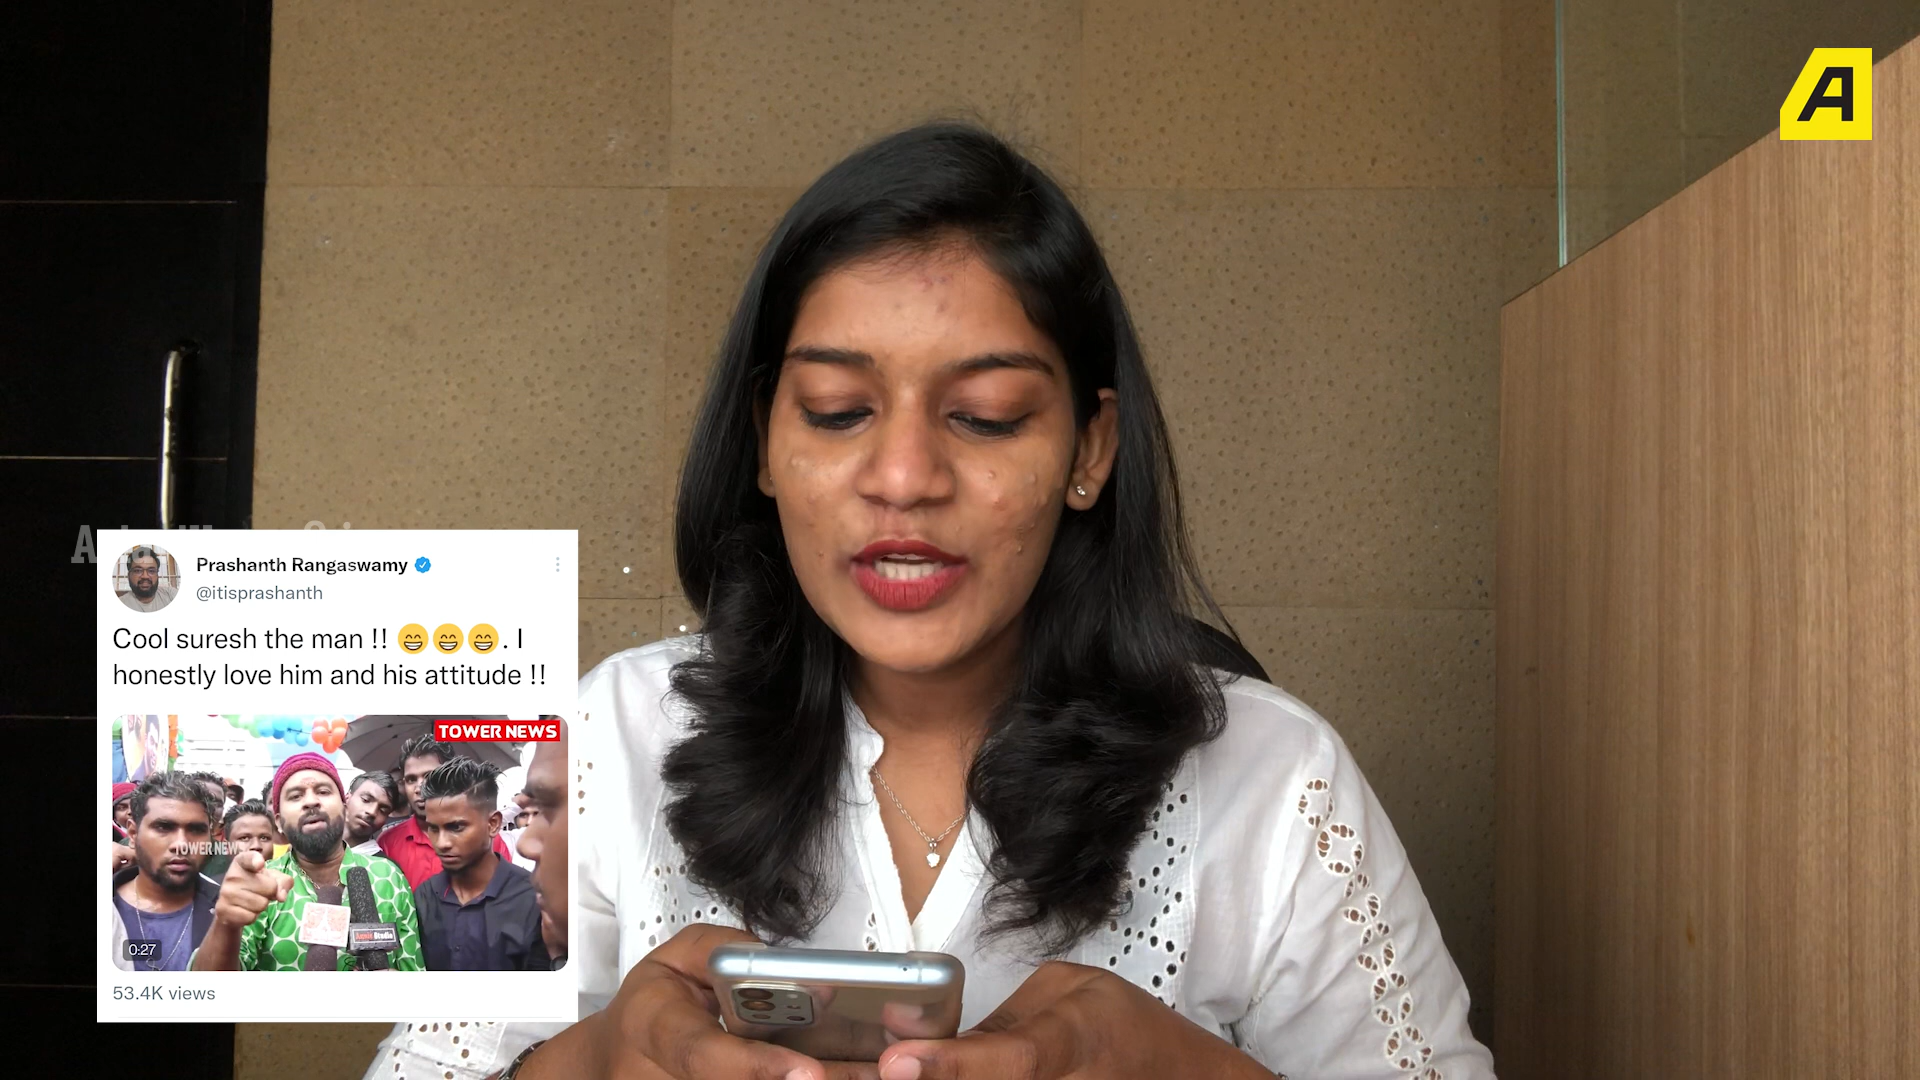 A
Prashanth Rangaswamy
@itisprashanth
Cool suresh the man !! 😁😁😁. I
honestly love him and his attitude !!
TOWER NEWS
TOWER NEWS
Studio
0:27
53.4K views